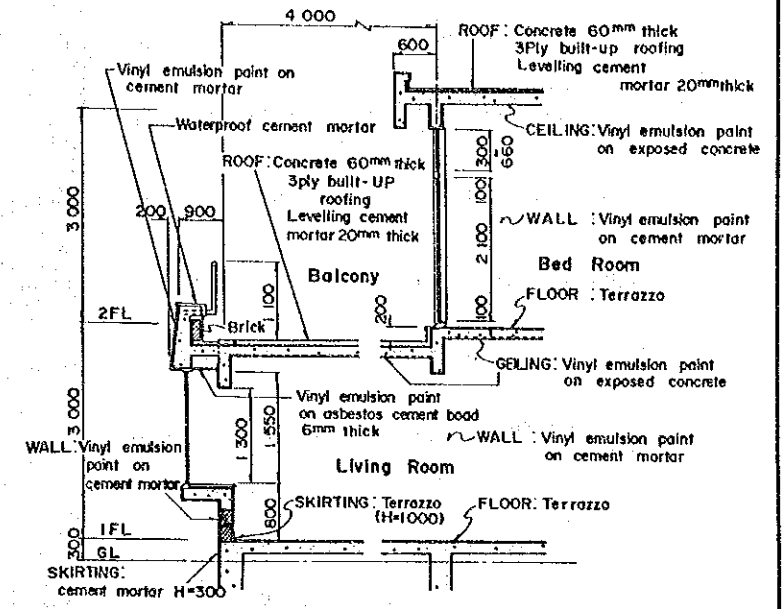 4 000
600
ROOF: Concrete 60mm thick
3Ply built-up roofing
Levelling cement
mortar 20mm thick
Vinyl emulsion paint on
cement mortar
Waterproof cement mortar
CEILING: Vinyl emulsion paint
on exposed concrete
ROOF: Concrete 60mm thick
3ply built-UP
roofing
Levelling cement
mortar 20mm thick
300
660
100
2 100
100
3 000
200
900
WALL : Vinyl emulsion paint
on cement mortar
Balcony
Bed Room
1 100
200
FLOOR : Terrazzo
2FL
Brick
GEILING: Vinyl emulsion paint
on exposed concrete
Vinyl emulsion paint
on asbestos cement boad
6mm thick
3 000
1 300
1 550
WALL: Vinyl emulsion
paint on
cement mortar
WALL : Vinyl emulsion paint
on cement mortar
Living Room
800
SKIRTING: Terrazzo
(H=1000)
FLOOR: Terrazzo
1FL
300
GL
SKIRTING:
cement mortar H=300